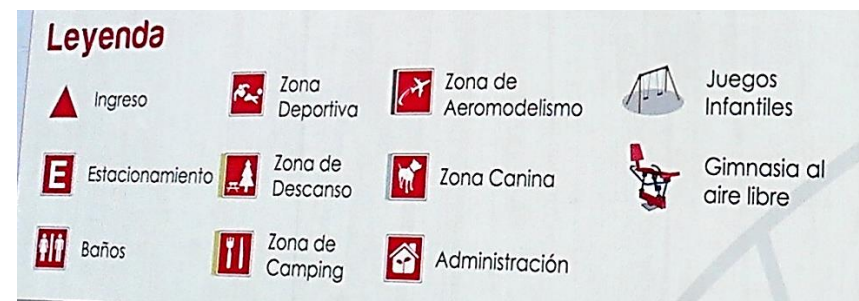 Leyenda
Ingreso
E Estacionamiento
Baños
Zona
Deportiva
Zona de
Descanso
Zona de
Camping
Zona de
Aeromodelismo
Zona Canina
Administración
Juegos
Infantiles
Gimnasia al
aire libre